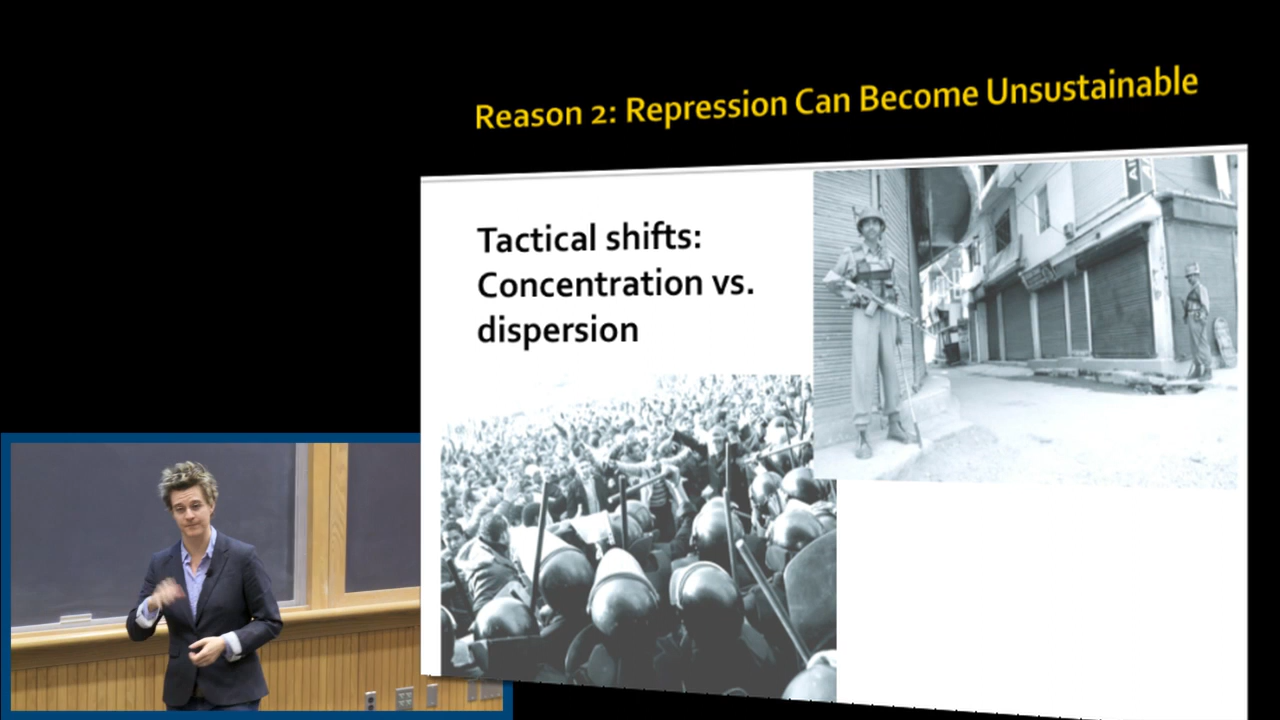 Reason 2: Repression Can Become Unsustainable
Tactical shifts:
Concentration vs.
dispersion